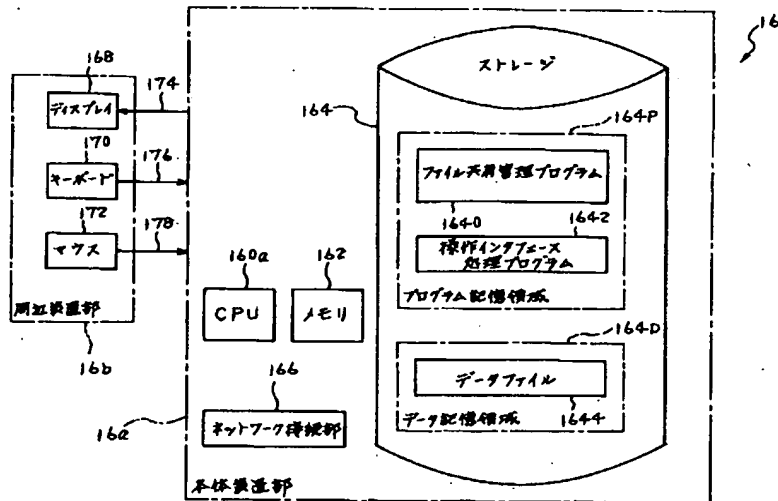 16
168
ディスプレイ
174
170
キーボード
176
172
マウス
178
周辺装置部
16b
ストレージ
164
164P
ファイル共有管理プログラム
1640
1642
操作インタフェース
処理プログラム
プログラム記憶領域
160a
CPU
162
メモリ
164D
データファイル
1644
データ記憶領域
166
ネットワーク接続部
16a
本体装置部